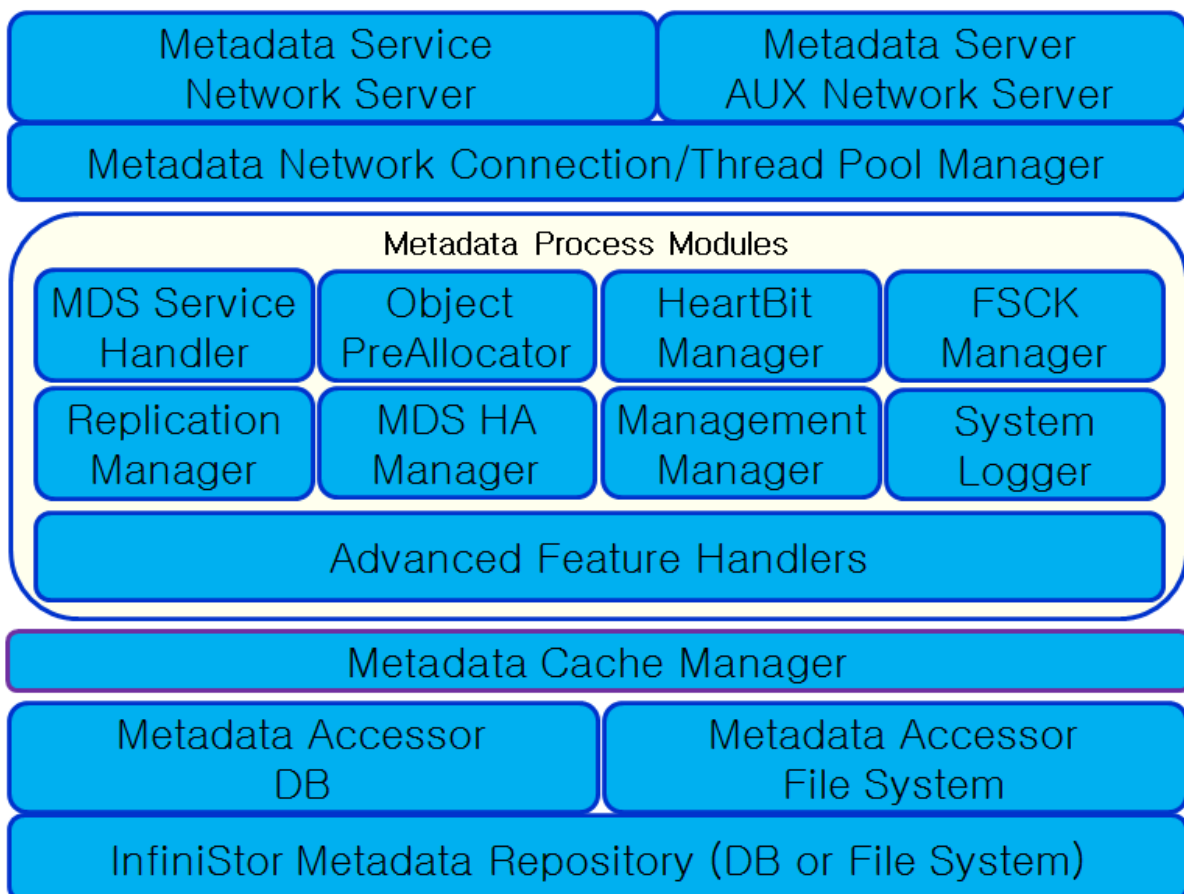 Metadata Service
Network Server
Metadata Server
AUX Network Server
Metadata Network Connection/Thread Pool Manager
Metadata Process Modules
MDS Service
Handler
Object
PreAllocator
HeartBit
Manager
FSCK
Manager
Replication
Manager
MDS HA
Manager
Management
Manager
System
Logger
Advanced Feature Handlers
Metadata Cache Manager
Metadata Accessor
DB
Metadata Accessor
File System
InfiniStor Metadata Repository (DB or File System)